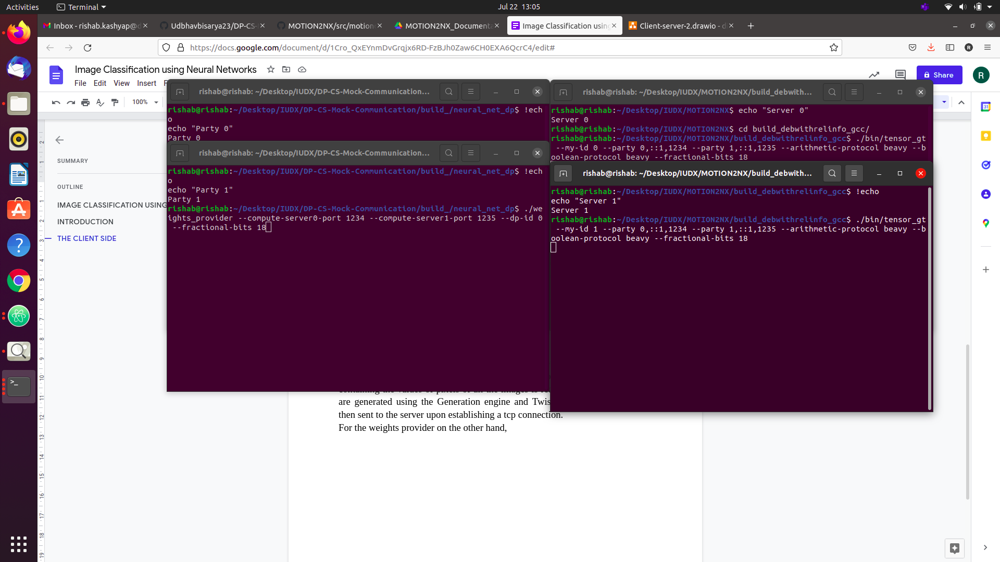 Activities
Terminal
Jul 22 13:05
Inbox - rishab.kashyap@d
Udbhavbisarya23/DP-CS-
MOTION2NX/src/motion
MOTION2NX_Documenta
Image Classification using
Client-server-2.drawio - d
https://docs.google.com/document/d/1Cro_QxEYnmDvGrqjx6RD-FzBJh0Zaw6CH0EXA6QcrC4/edit#
Image Classification using Neural Networks
File Edit View Insert F
Share
R
100%
SUMMARY
OUTLINE
IMAGE CLASSIFICATION USING
INTRODUCTION
THE CLIENT SIDE
rishab@rishab: ~/Desktop/IUDX/DP-CS-Mock-Communication...
rishab@rishab:~/Desktop/IUDX/DP-CS-Mock-Communication/build_/neural_net_dp$ !ech
o
echo "Party 0"
Party 0
rishab@rishab: ~/Desktop/IUDX/DP-CS-Mock-Communication...
rishab@rishab:~/Desktop/IUDX/DP-CS-Mock-Communication/build_/neural_net_dp$ !ech
o
echo "Party 1"
Party 1
rishab@rishab:~/Desktop/IUDX/DP-CS-Mock-Communication/build_/neural_net_dp$ ./we
ights_provider --compute-server0-port 1234 --compute-server1-port 1235 --dp-id 0
--fractional-bits 18
rishab@rishab: ~/Desktop/IUDX/MOTION2NX/build_debwith...
rishab@rishab:~/Desktop/IUDX/MOTION2NX$ echo "Server 0"
Server 0
rishab@rishab:~/Desktop/IUDX/MOTION2NX$ cd build_debwithrelinfo_gcc/
rishab@rishab:~/Desktop/IUDX/MOTION2NX/build_debwithrelinfo_gcc$ ./bin/tensor_gt
--my-id 0 --party 0,::1,1234 --party 1,::1,1235 --arithmetic-protocol beavy --b
oolean-protocol beavy --fractional-bits 18
rishab@rishab: ~/Desktop/IUDX/MOTION2NX/build_debwith...
rishab@rishab:~/Desktop/IUDX/MOTION2NX/build_debwithrelinfo_gcc$ !echo
echo "Server 1"
Server 1
rishab@rishab:~/Desktop/IUDX/MOTION2NX/build_debwithrelinfo_gcc$ ./bin/tensor_gt
--my-id 1 --party 0,::1,1234 --party 1,::1,1235 --arithmetic-protocol beavy --b
oolean-protocol beavy --fractional-bits 18
are generated using the Generation engine and Twis
then sent to the server upon establishing a tcp connection.
For the weights provider on the other hand,